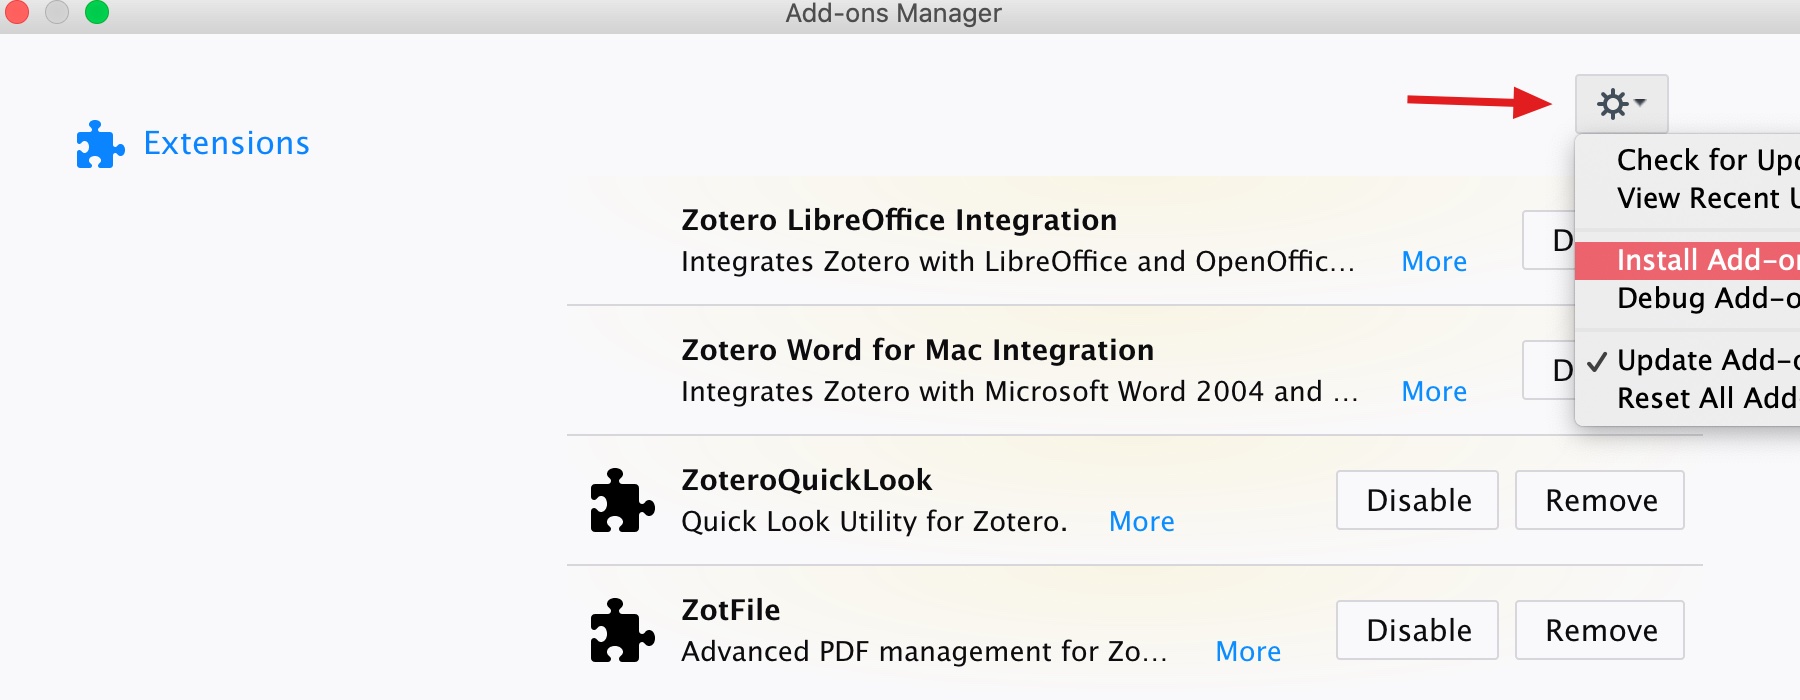 Add-ons Manager
Extensions
Check for Upd
View Recent U
Install Add-on
Debug Add-o
Update Add-o
Reset All Add
Zotero LibreOffice Integration
Integrates Zotero with LibreOffice and OpenOffic... More
D
Zotero Word for Mac Integration
Integrates Zotero with Microsoft Word 2004 and ... More
D
ZoteroQuickLook
Quick Look Utility for Zotero. More
Disable Remove
ZotFile
Advanced PDF management for Zo... More
Disable Remove